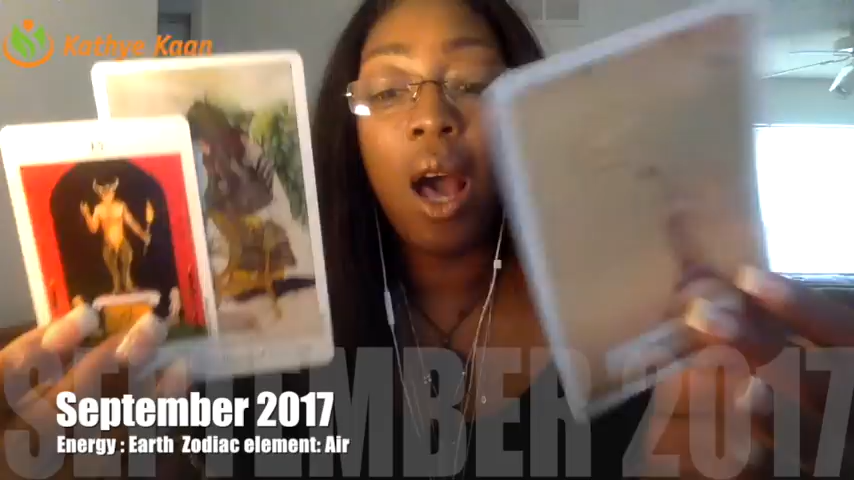 Kathye Kaan
SEPTEMBER 2017
September 2017
Energy : Earth Zodiac element: Air